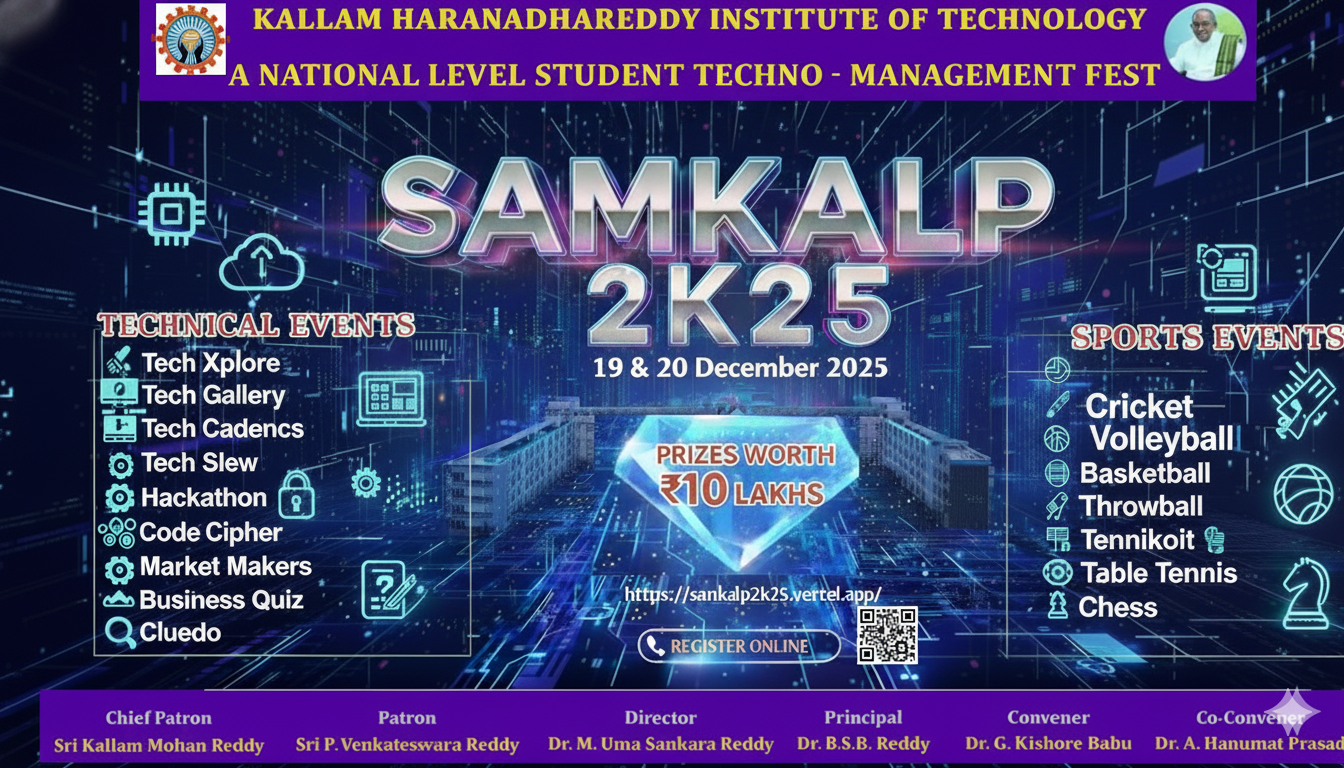 KALLAM HARANADHAREDDY INSTITUTE OF TECHNOLOGY
A NATIONAL LEVEL STUDENT TECHNO - MANAGEMENT FEST
SAMKALP
2K25
19 & 20 December 2025
TECHNICAL EVENTS
Tech Xplore
Tech Gallery
Tech Cadencs
Tech Slew
Hackathon
Code Cipher
Market Makers
Business Quiz
Cluedo
PRIZES WORTH
₹10 LAKHS
https://sankalp2k2S.vertel.app/
REGISTER ONLINE
SPORTS EVENTS
Cricket
Volleyball
Basketball
Throwball
Tennikoit
Table Tennis
Chess
Chief Patron
Sri Kallam Mohan Reddy
Patron
Sri P. Venkateswara Reddy
Director
Dr. M. Uma Sankara Reddy
Principal
Dr. B.S.B. Reddy
Convener
Dr. G. Kishore Babu
Co-Convener
Dr. A. Hanumat Prasad